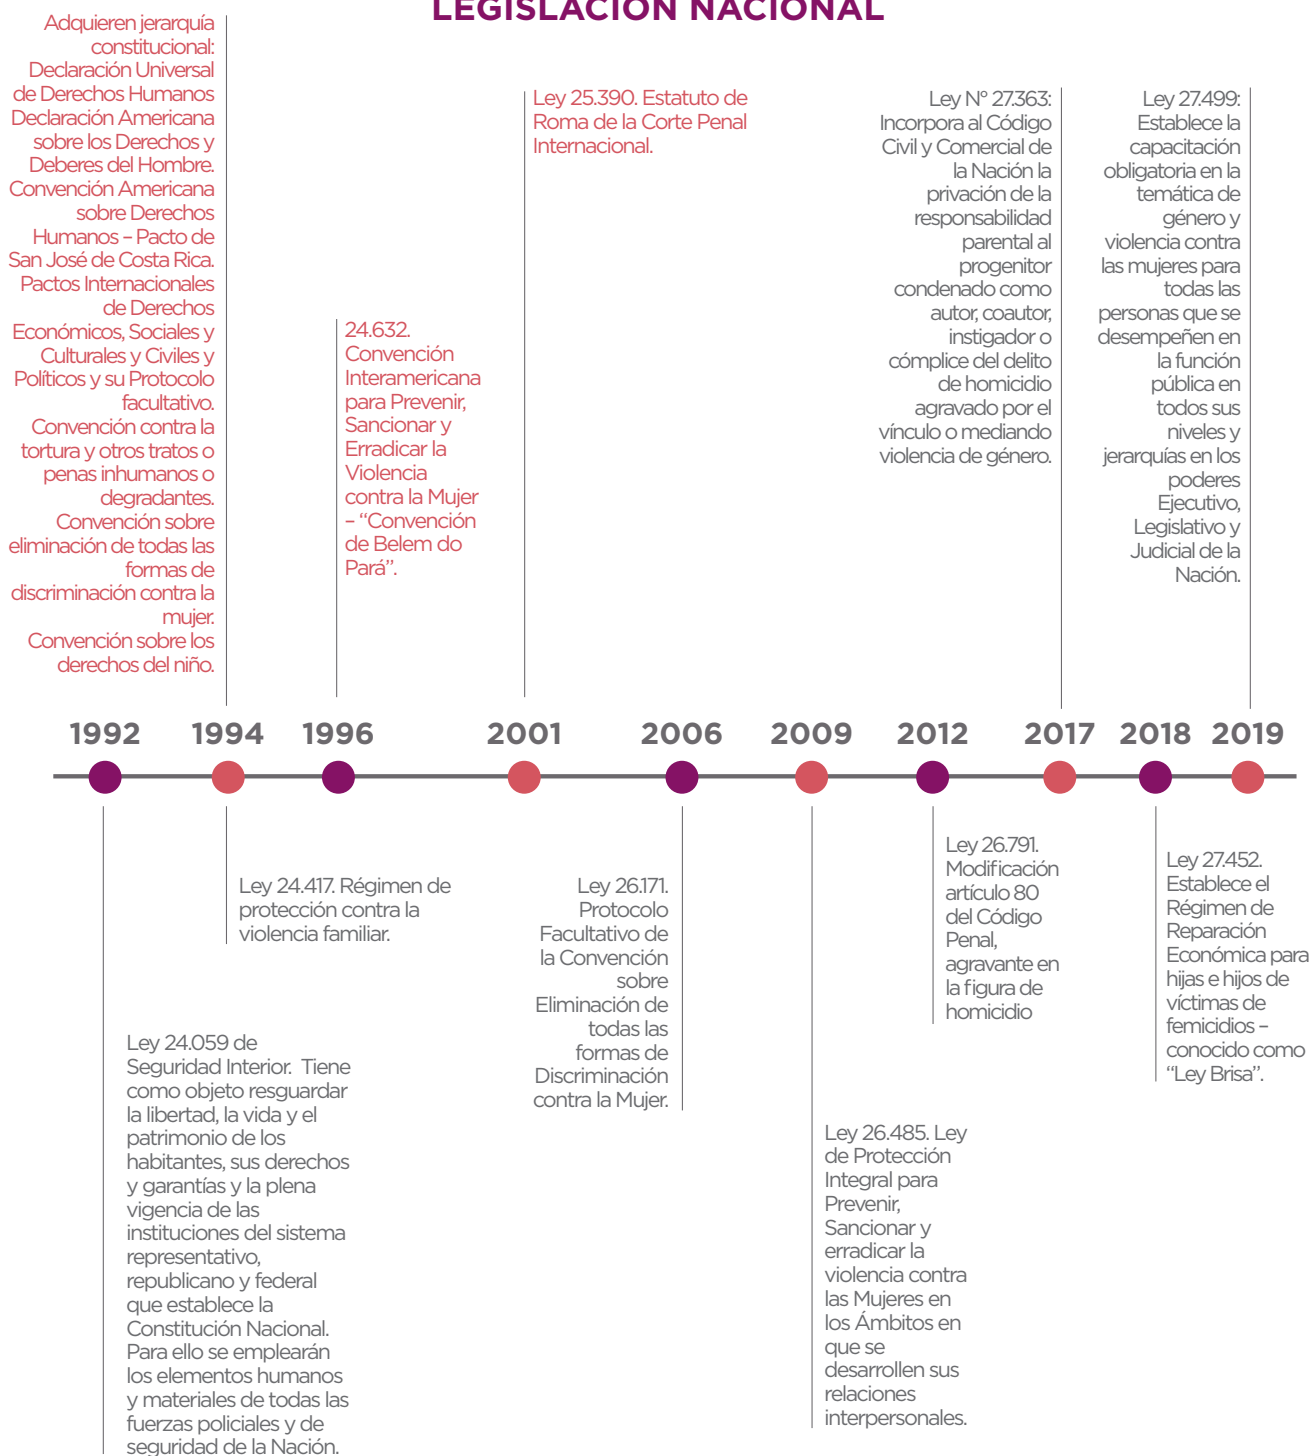 LEGISLACIÓN NACIONAL
Adquieren jerarquía
constitucional:
Declaración Universal
de Derechos Humanos
Declaración Americana
sobre los Derechos y
Deberes del Hombre.
Convención Americana
sobre Derechos
Humanos – Pacto de
San José de Costa Rica.
Pactos Internacionales
de Derechos
Económicos, Sociales y
Culturales y Civiles y
Políticos y su Protocolo
facultativo.
Convención contra la
tortura y otros tratos o
penas inhumanos o
degradantes.
Convención sobre
eliminación de todas las
formas de
discriminación contra la
mujer.
Convención sobre los
derechos del niño.
24.632.
Convención
Interamericana
para Prevenir,
Sancionar y
Erradicar la
Violencia
contra la Mujer
– “Convención
de Belem do
Pará”.
Ley 25.390. Estatuto de
Roma de la Corte Penal
Internacional.
Ley N° 27.363:
Incorpora al Código
Civil y Comercial de
la Nación la
privación de la
responsabilidad
parental al
progenitor
condenado como
autor, coautor,
instigador o
cómplice del delito
de homicidio
agravado por el
vínculo o mediando
violencia de género.
Ley 27.499:
Establece la
capacitación
obligatoria en la
temática de
género y
violencia contra
las mujeres para
todas las
personas que se
desempeñen en
la función
pública en
todos sus
niveles y
jerarquías en los
poderes
Ejecutivo,
Legislativo y
Judicial de la
Nación.
1992 1994 1996 2001 2006 2009 2012 2017 2018 2019
Ley 24.059 de
Seguridad Interior.  Tiene
como objeto resguardar
la libertad, la vida y el
patrimonio de los
habitantes, sus derechos
y garantías y la plena
vigencia de las
instituciones del sistema
representativo,
republicano y federal
que establece la
Constitución Nacional.
Para ello se emplearán
los elementos humanos
y materiales de todas las
fuerzas policiales y de
seguridad de la Nación.
Ley 24.417. Régimen de
protección contra la
violencia familiar.
Ley 26.171.
Protocolo
Facultativo de
la Convención
sobre
Eliminación de
todas las
formas de
Discriminación
contra la Mujer.
Ley 26.485. Ley
de Protección
Integral para
Prevenir,
Sancionar y
erradicar la
violencia contra
las Mujeres en
los Ámbitos en
que se
desarrollen sus
relaciones
interpersonales.
Ley 26.791.
Modificación
artículo 80
del Código
Penal,
agravante en
la figura de
homicidio
Ley 27.452.
Establece el
Régimen de
Reparación
Económica para
hijas e hijos de
víctimas de
femicidios –
conocido como
“Ley Brisa”.